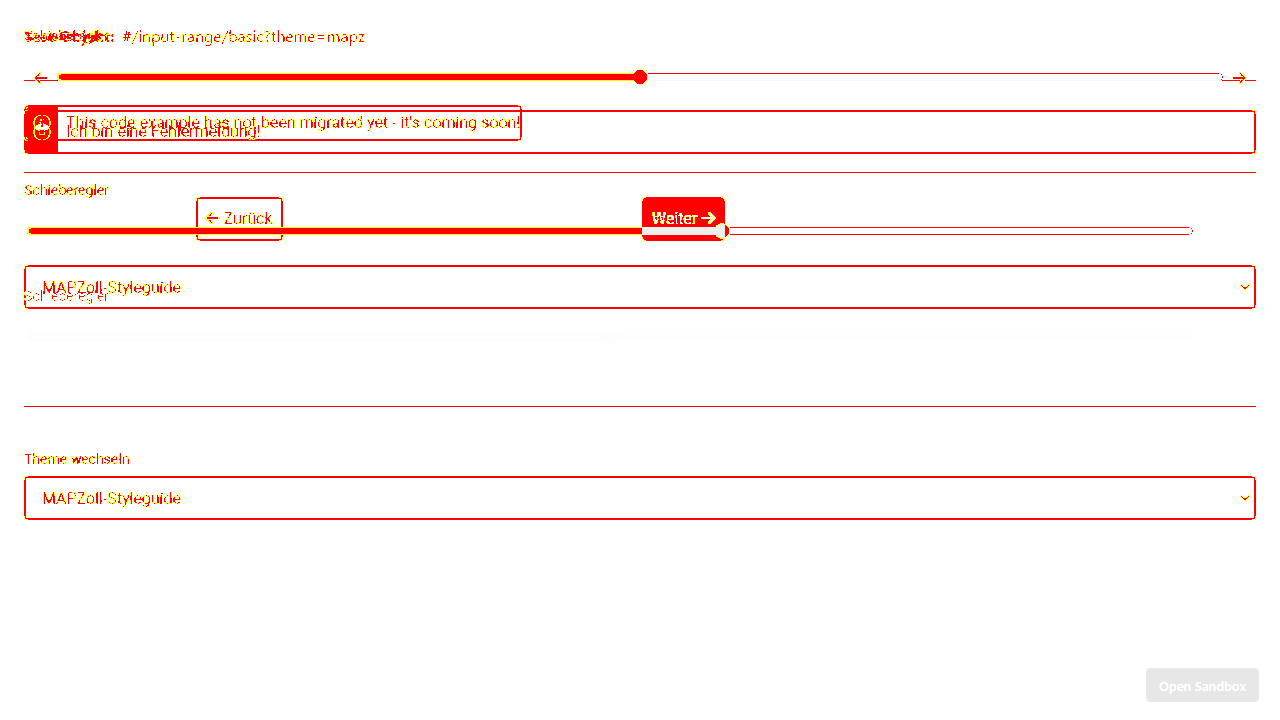 #/input-range/basic?theme=mapz
← →
This code example has not been migrated yet - it's coming soon!
Ich bin eine Fehlermeldung!
Schieberegler
← Zurück Weiter →
MAPZoll-Styleguide
Schieberegler
Theme wechseln
MAPZoll-Styleguide
Open Sandbox